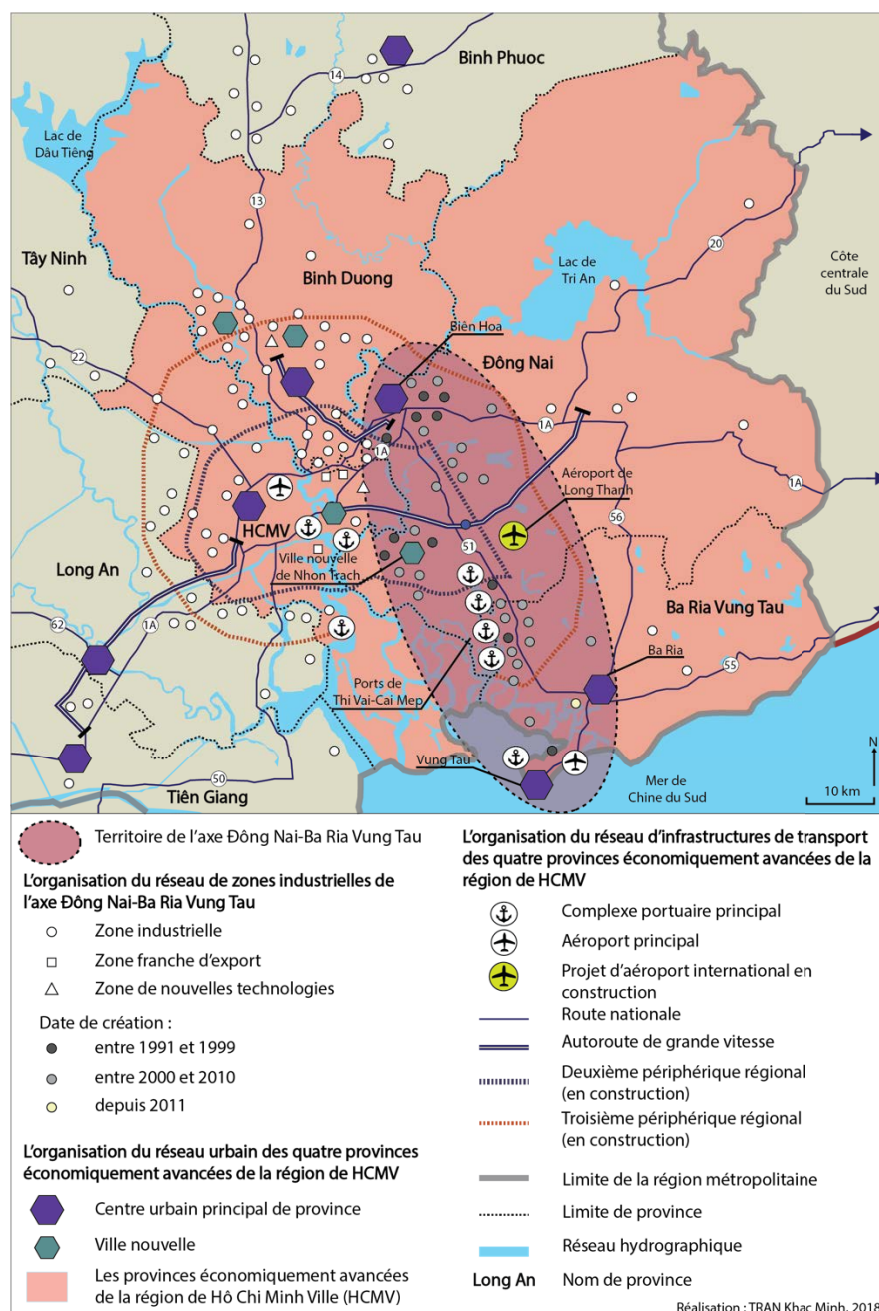 Binh Phuoc
14
Lac de
Dâu Tiêng
13
Tây Ninh
Binh Duong
Lac de
Tri An
20
Côte
centrale
du Sud
Biên Hoa
Đông Nai
22
1A
1A
Aéroport de
Long Thanh
1A
HCMV
56
51
Ville nouvelle
de Nhon Trach
Long An
Ba Ria Vung Tau
62
1A
Ba Ria
55
Ports de
Thi Vai-Cai Mep
Vung Tau
50
Tiên Giang
Mer de
Chine du Sud
N
10 km
Territoire de l'axe Đông Nai-Ba Ria Vung Tau
L'organisation du réseau de zones industrielles de
l'axe Đông Nai-Ba Ria Vung Tau
Zone industrielle
Zone franche d'export
Zone de nouvelles technologies
Date de création :
entre 1991 et 1999
entre 2000 et 2010
depuis 2011
L'organisation du réseau urbain des quatre provinces
économiquement avancées de la région de HCMV
Centre urbain principal de province
Ville nouvelle
Les provinces économiquement avancées
de la région de Hô Chi Minh Ville (HCMV)
L'organisation du réseau d'infrastructures de transport
des quatre provinces économiquement avancées de la
région de HCMV
Complexe portuaire principal
Aéroport principal
Projet d'aéroport international en
construction
Route nationale
Autoroute de grande vitesse
Deuxième périphérique régional
(en construction)
Troisième périphérique régional
(en construction)
Limite de la région métropolitaine
Limite de province
Réseau hydrographique
Long An Nom de province
Réalisation : TRAN Khac Minh, 2018